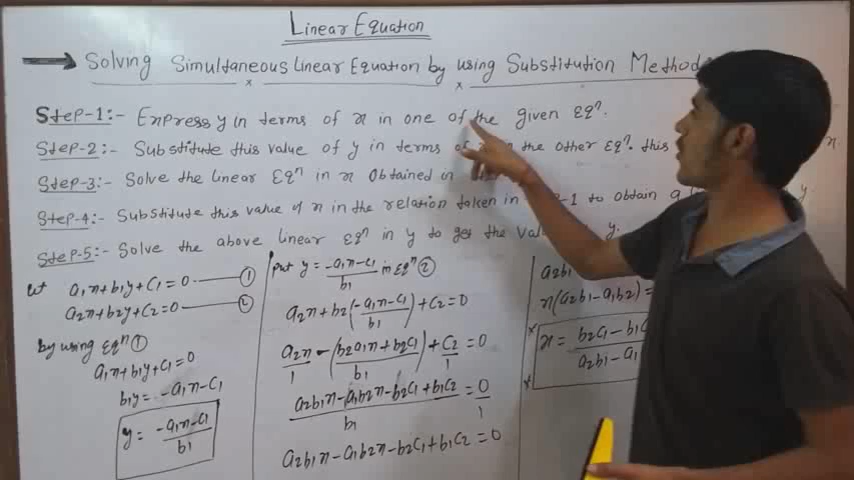 Linear Equation
Solving Simultaneous Linear Equation by using Substitution Method
Step-1:- Express y in terms of x in one of the given Eqⁿ.
Step-2:- Substitute this value of y in terms of x in the other Eqⁿ. this
Step-3:- Solve the linear Eqⁿ in x Obtained in
Step-4:- Substitute this value of x in the relation taken in -1 to obtain a y.
Step-5:- Solve the above linear Eqⁿ in y to get the Val y.
let a₁x+b₁y+c₁=0 ①
a₂x+b₂y+c₂=0 ②
by using Eqⁿ ①
a₁x+b₁y+c₁=0
b₁y= -a₁x-c₁
y= (-a₁x-c₁)/b₁
put y= (-a₁x-c₁)/b₁ in Eqⁿ ②
a₂x+b₂((-a₁x-c₁)/b₁)+c₂=0
a₂x/1 - ((b₂a₁x+b₂c₁)/b₁) + c₂/1 =0
(a₂b₁x-a₁b₂x-b₂c₁+b₁c₂)/b₁ = 0/1
a₂b₁x-a₁b₂x-b₂c₁+b₁c₂=0
a₂b₁
x(a₂b₁-a₁b₂)=
x= (b₂c₁-b₁c)/(a₂b₁-a₁)